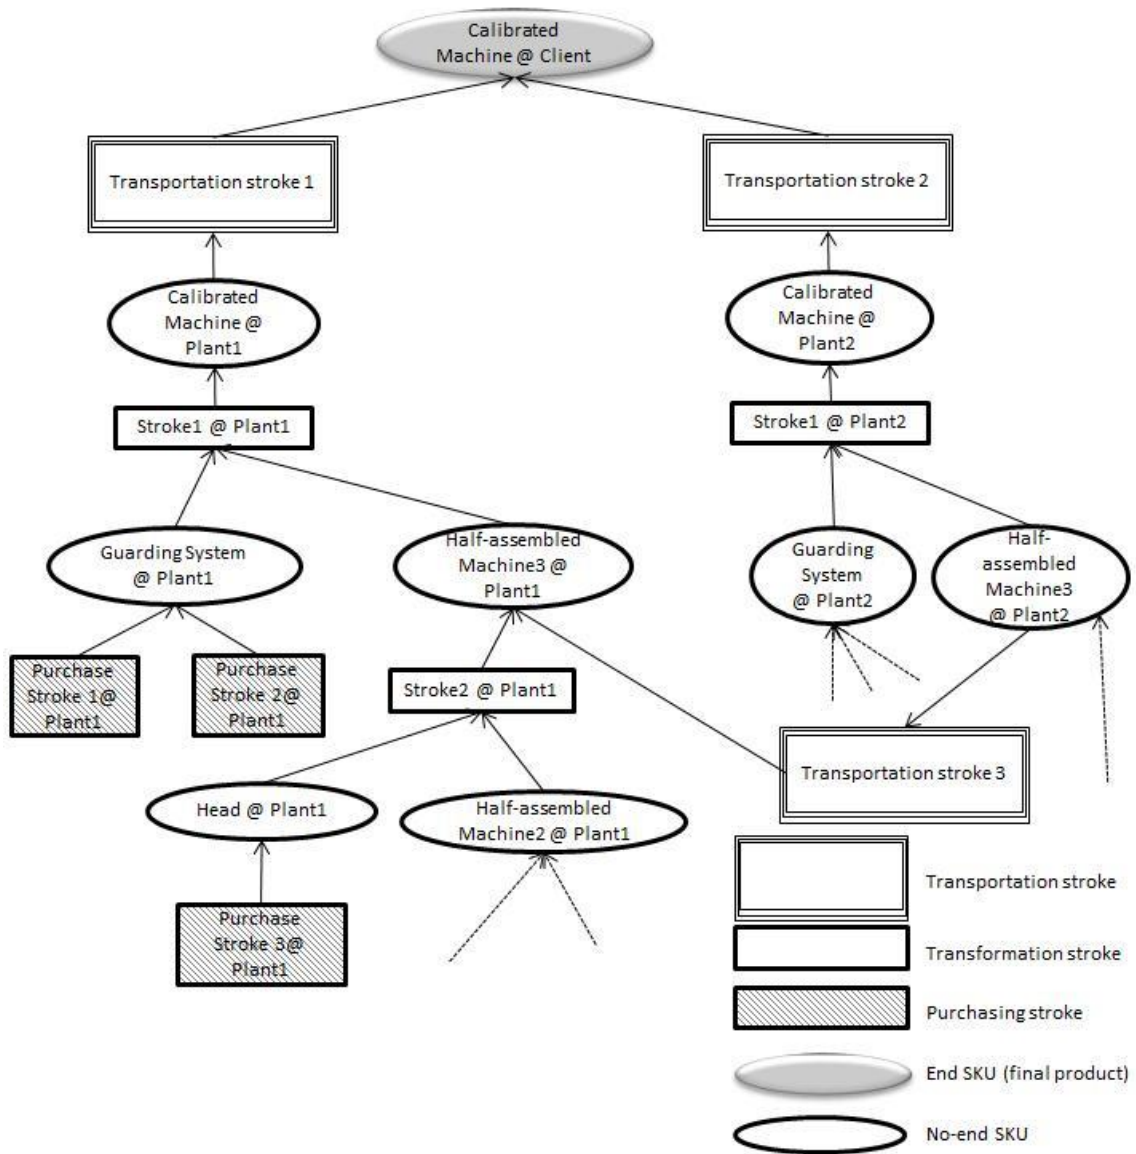 Calibrated
Machine @ Client
Transportation stroke 1
Transportation stroke 2
Calibrated
Machine @
Plant1
Calibrated
Machine @
Plant2
Stroke1 @ Plant1
Stroke1 @ Plant2
Guarding System
@ Plant1
Half-assembled
Machine3 @
Plant1
Guarding
System
@ Plant2
Half-
assembled
Machine3
@ Plant2
Purchase
Stroke 1@
Plant1
Purchase
Stroke 2@
Plant1
Stroke2 @ Plant1
Transportation stroke 3
Head @ Plant1
Half-assembled
Machine2 @ Plant1
Purchase
Stroke 3@
Plant1
Transportation stroke
Transformation stroke
Purchasing stroke
End SKU (final product)
No-end SKU